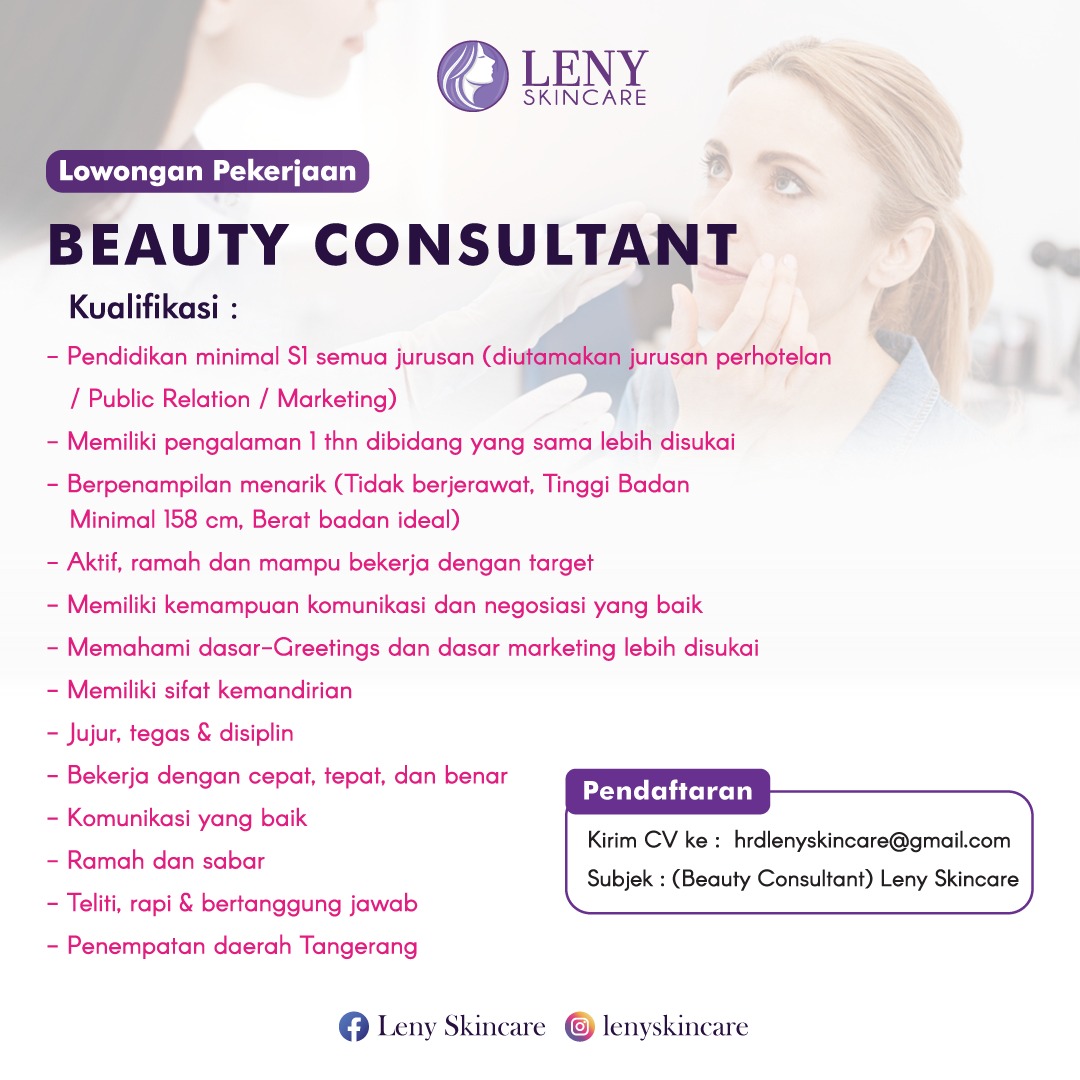 LENY
SKINCARE
Lowongan Pekerjaan
BEAUTY CONSULTANT
Kualifikasi :
- Pendidikan minimal S1 semua jurusan (diutamakan jurusan perhotelan
/ Public Relation / Marketing)
- Memiliki pengalaman 1 thn dibidang yang sama lebih disukai
- Berpenampilan menarik (Tidak berjerawat, Tinggi Badan
Minimal 158 cm, Berat badan ideal)
- Aktif, ramah dan mampu bekerja dengan target
- Memiliki kemampuan komunikasi dan negosiasi yang baik
- Memahami dasar-Greetings dan dasar marketing lebih disukai
- Memiliki sifat kemandirian
- Jujur, tegas & disiplin
- Bekerja dengan cepat, tepat, dan benar
- Komunikasi yang baik
- Ramah dan sabar
- Teliti, rapi & bertanggung jawab
- Penempatan daerah Tangerang
Pendaftaran
Kirim CV ke : hrdlenyskincare@gmail.com
Subjek : (Beauty Consultant) Leny Skincare
Leny Skincare lenyskincare